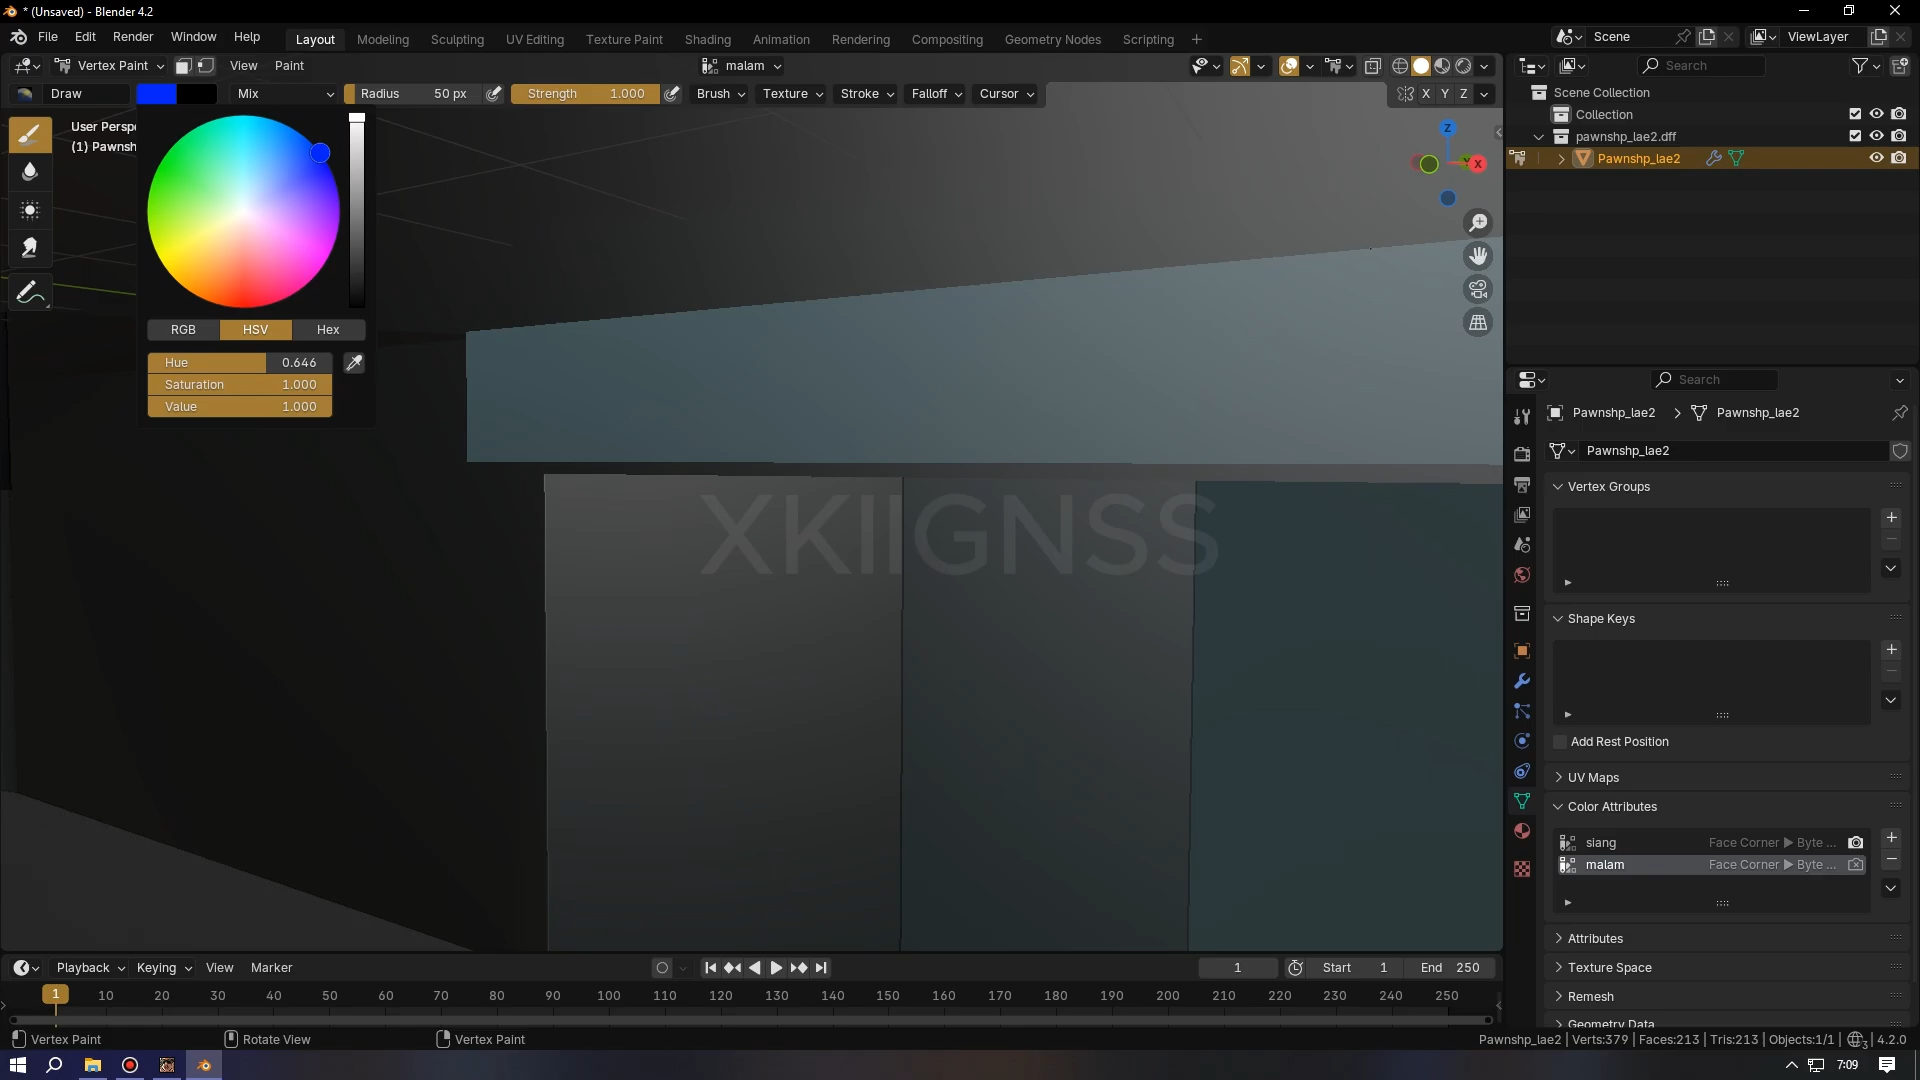 * (Unsaved) - Blender 4.2
File Edit Render Window Help
Layout Modeling Sculpting UV Editing Texture Paint Shading Animation Rendering Compositing Geometry Nodes Scripting +
Scene
ViewLayer
Vertex Paint View Paint
malam
Search
Draw Mix Radius 50 px Strength 1.000 Brush Texture Stroke Falloff Cursor
X Y Z
Scene Collection
Collection
pawnshp_lae2.dff
Pawnshp_lae2
User Persp
(1) Pawnsh
Z
Y
X
RGB HSV Hex
Hue 0.646
Saturation 1.000
Value 1.000
XKIIGNSS
Search
Pawnshp_lae2 > Pawnshp_lae2
Pawnshp_lae2
Vertex Groups
Shape Keys
Add Rest Position
UV Maps
Color Attributes
siang Face Corner ▶ Byte ...
malam Face Corner ▶ Byte ...
Attributes
Texture Space
Remesh
Geometry Data
Playback Keying View Marker
1
Start 1
End 250
1 10 20 30 40 50 60 70 80 90 100 110 120 130 140 150 160 170 180 190 200 210 220 230 240 250
Vertex Paint Rotate View Vertex Paint
Pawnshp_lae2 | Verts:379 | Faces:213 | Tris:213 | Objects:1/1 | 3 | 4.2.0
7:09